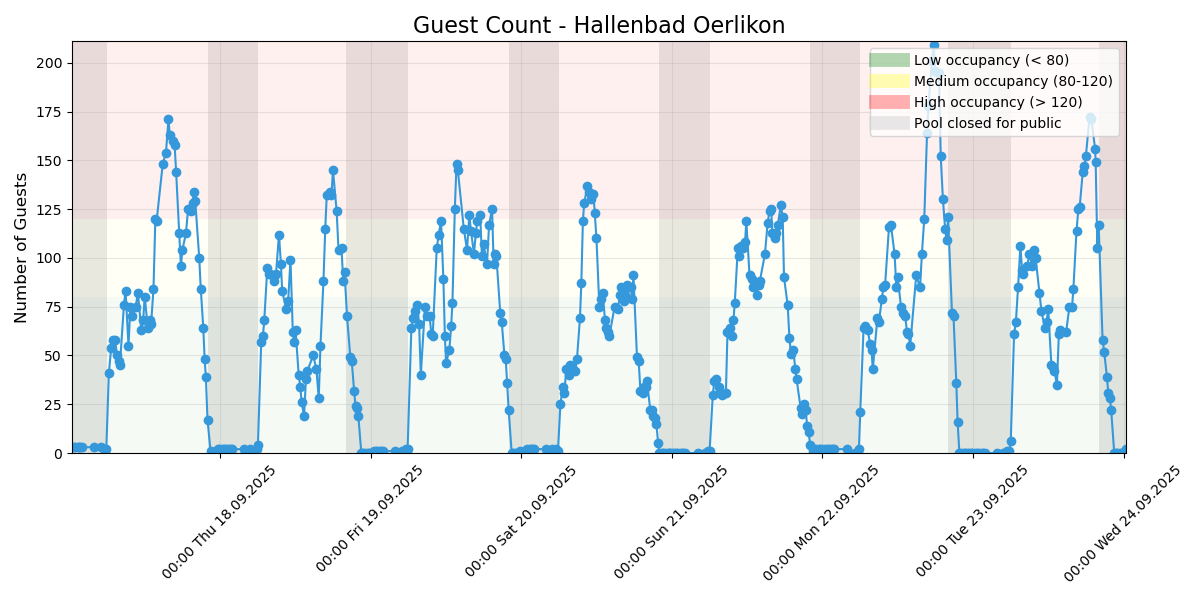 Guest Count - Hallenbad Oerlikon
Number of Guests
200
175
150
125
100
75
50
25
0
Low occupancy (< 80)
Medium occupancy (80-120)
High occupancy (> 120)
Pool closed for public
00:00 Thu 18.09.2025
00:00 Fri 19.09.2025
00:00 Sat 20.09.2025
00:00 Sun 21.09.2025
00:00 Mon 22.09.2025
00:00 Tue 23.09.2025
00:00 Wed 24.09.2025